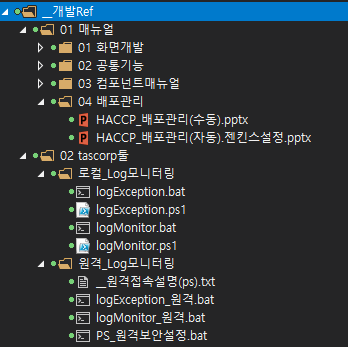 __개발Ref
01 매뉴얼
01 화면개발
02 공통기능
03 컴포넌트매뉴얼
04 배포관리
HACCP_배포관리(수동).pptx
HACCP_배포관리(자동).젠킨스설정.pptx
02 tascorp툴
로컬_Log모니터링
logException.bat
logException.ps1
logMonitor.bat
logMonitor.ps1
원격_Log모니터링
__원격접속설명(ps).txt
logException_원격.bat
logMonitor_원격.bat
PS_원격보안설정.bat